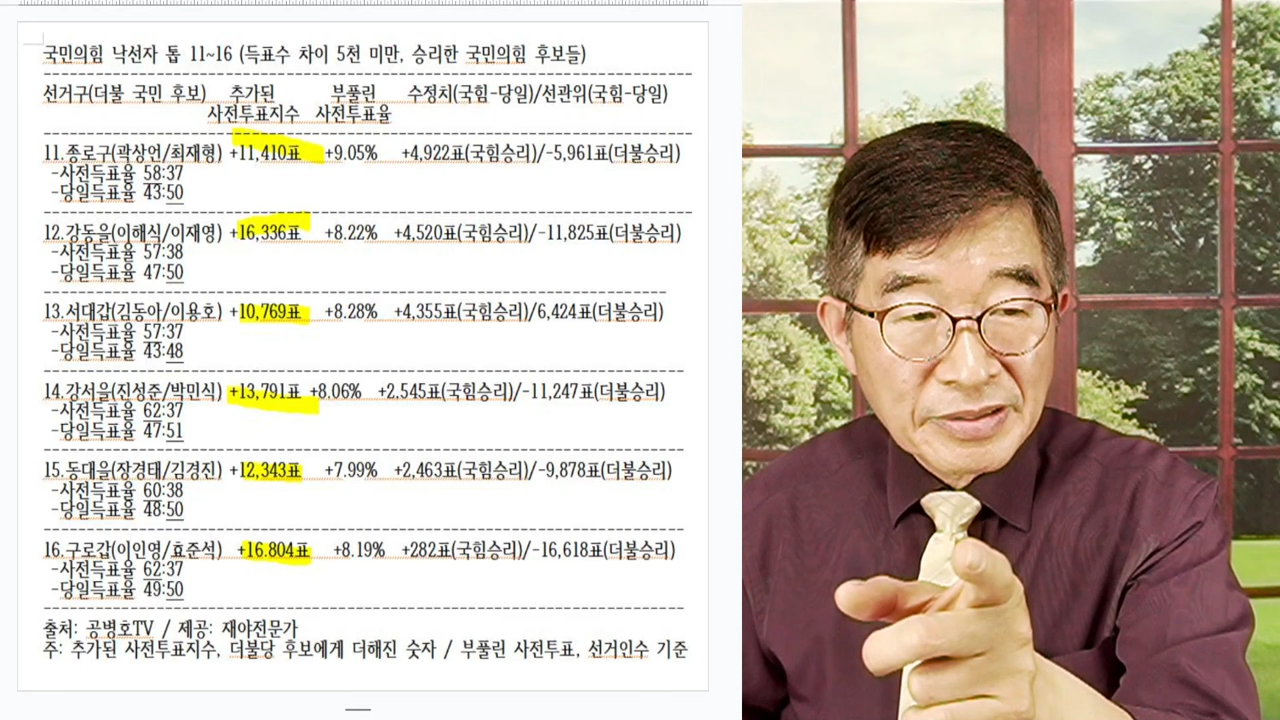 국민의힘 낙선자 톱 11~16 (득표수 차이 5천 미만, 승리한 국민의힘 후보들)
선거구(더불 국민 후보) 추가된 부풀린 수정치(국힘-당일)/선관위(국힘-당일)
사전투표지수 사전투표율
11.종로구(곽상언/최재형) +11,410표 +9.05% +4,922표(국힘승리)/-5,961표(더불승리)
-사전득표율 58:37
-당일득표율 43:50
12.강동을(이해식/이재영) +16,336표 +8.22% +4,520표(국힘승리)/-11,825표(더불승리)
-사전득표율 57:38
-당일득표율 47:50
13.서대갑(김동아/이용호) +10,769표 +8.28% +4,355표(국힘승리)/6,424표(더불승리)
-사전득표율 57:37
-당일득표율 43:48
14.강서을(진성준/박민식) +13,791표 +8.06% +2,545표(국힘승리)/-11,247표(더불승리)
-사전득표율 62:37
-당일득표율 47:51
15.동대을(장경태/김경진) +12,343표 +7.99% +2,463표(국힘승리)/-9,878표(더불승리)
-사전득표율 60:38
-당일득표율 48:50
16.구로갑(이인영/효준석) +16.804표 +8.19% +282표(국힘승리)/-16,618표(더불승리)
-사전득표율 62:37
-당일득표율 49:50
출처: 공병호TV / 제공: 재야전문가
주: 추가된 사전투표지수, 더불당 후보에게 더해진 숫자 / 부풀린 사전투표, 선거인수 기준